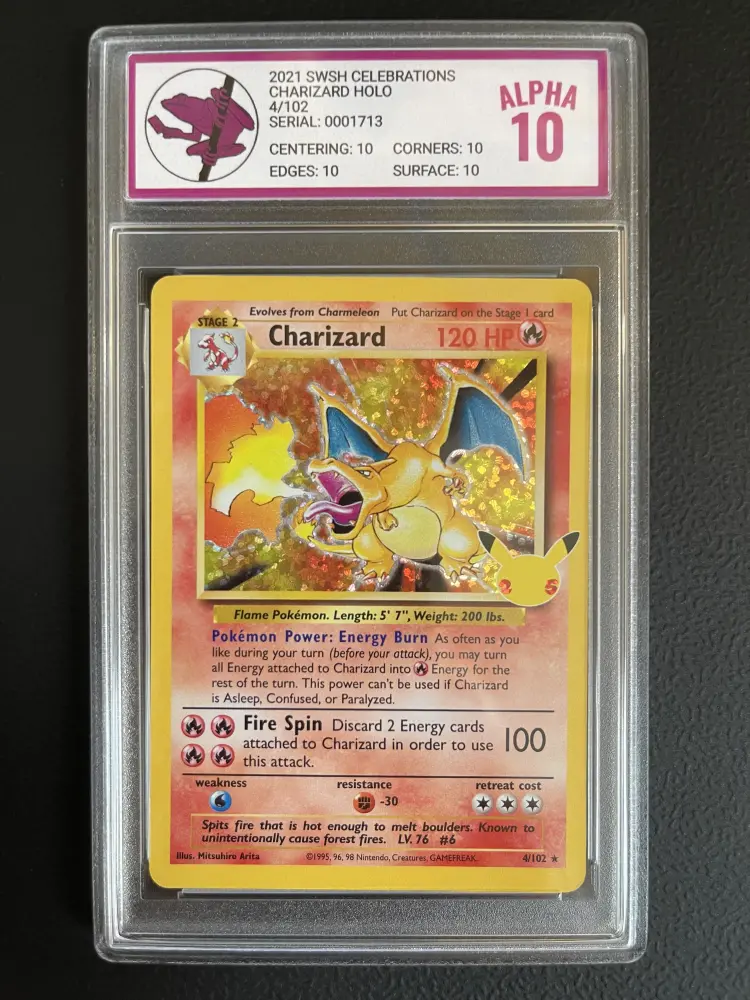 2021 SWSH CELEBRATIONS
CHARIZARD HOLO
4/102
SERIAL: 0001713
CENTERING: 10 CORNERS: 10
EDGES: 10 SURFACE: 10
ALPHA
10
Evolves from Charmeleon Put Charizard on the Stage 1 card
STAGE 2
Charizard 120 HP
25
Flame Pokémon. Length: 5' 7", Weight: 200 lbs.
Pokémon Power: Energy Burn As often as you
like during your turn (before your attack), you may turn
all Energy attached to Charizard into Energy for the
rest of the turn. This power can't be used if Charizard
is Asleep, Confused, or Paralyzed.
Fire Spin Discard 2 Energy cards
attached to Charizard in order to use 100
this attack.
weakness resistance retreat cost
-30
Spits fire that is hot enough to melt boulders. Known to
unintentionally cause forest fires. LV. 76 #6
Illus. Mitsuhiro Arita ©1995, 96, 98 Nintendo, Creatures, GAMEFREAK. 4/102 ★